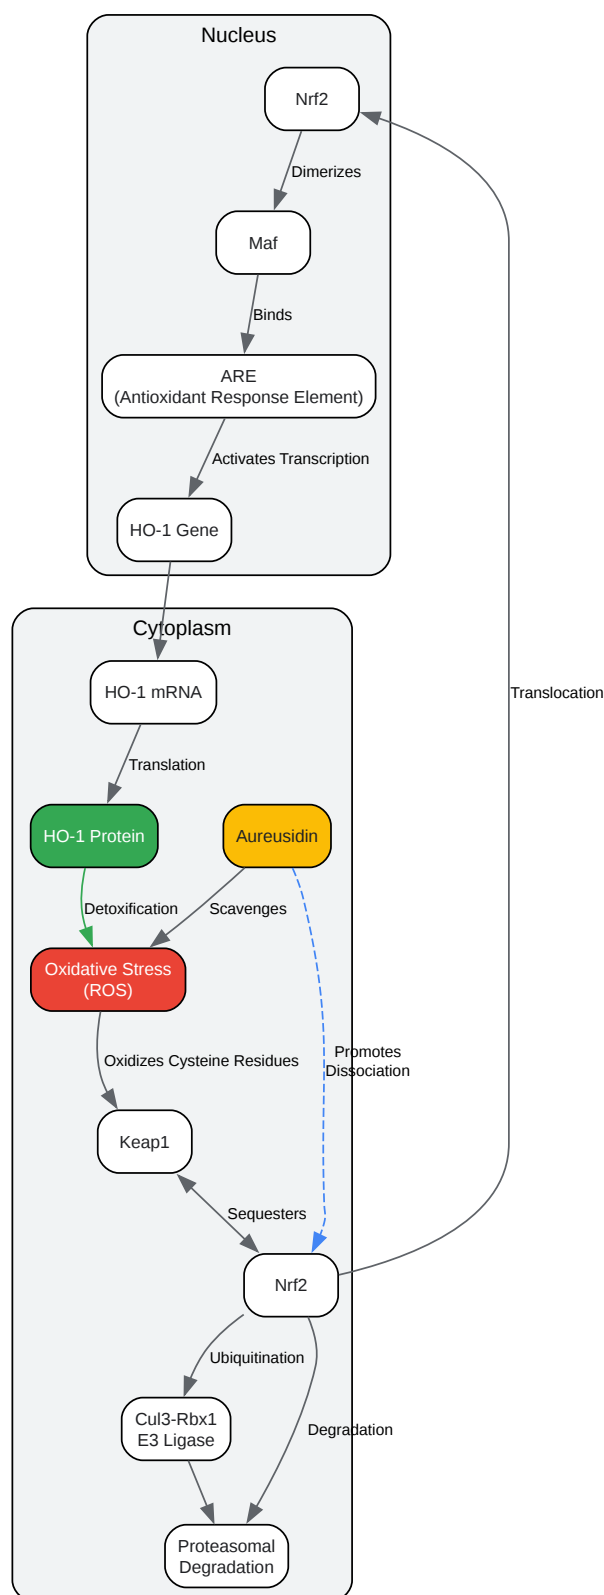 Nucleus
Nrf2
Dimerizes
Maf
Binds
ARE
(Antioxidant Response Element)
Activates Transcription
HO-1 Gene
Cytoplasm
HO-1 mRNA
Translocation
Translation
HO-1 Protein
Aureusidin
Detoxification
Scavenges
Oxidative Stress
(ROS)
Oxidizes Cysteine Residues
Promotes
Dissociation
Keap1
Sequesters
Nrf2
Ubiquitination
Cul3-Rbx1
E3 Ligase
Degradation
Proteasomal
Degradation